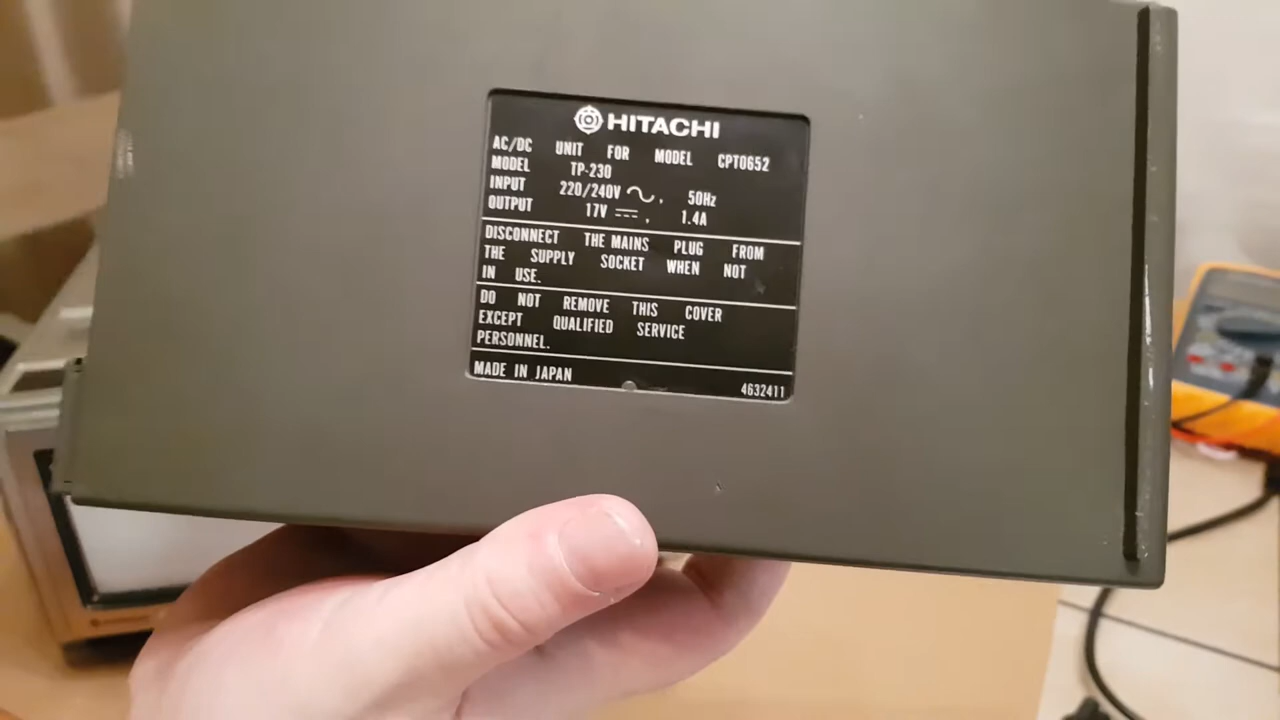 HITACHI
AC/DC UNIT FOR MODEL CPT0652
MODEL TP-230
INPUT 220/240V ∿, 50Hz
OUTPUT 17V ⎓, 1.4A
DISCONNECT THE MAINS PLUG FROM
THE SUPPLY SOCKET WHEN NOT
IN USE.
DO NOT REMOVE THIS COVER
EXCEPT QUALIFIED SERVICE
PERSONNEL.
MADE IN JAPAN 4632411